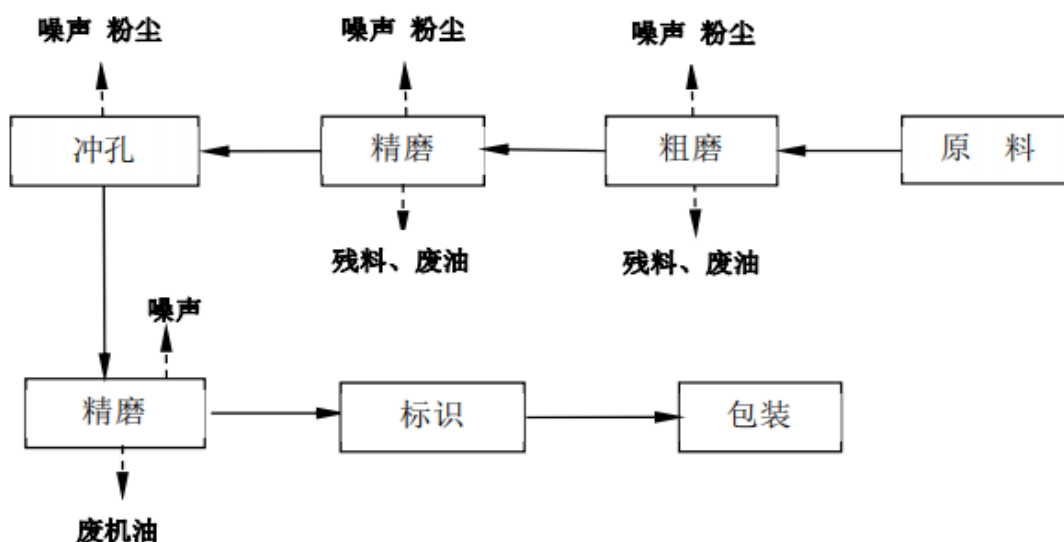 噪声 粉尘
噪声 粉尘
噪声 粉尘
冲孔
精磨
粗磨
原 料
残料、废油
残料、废油
噪声
精磨
标识
包装
废机油